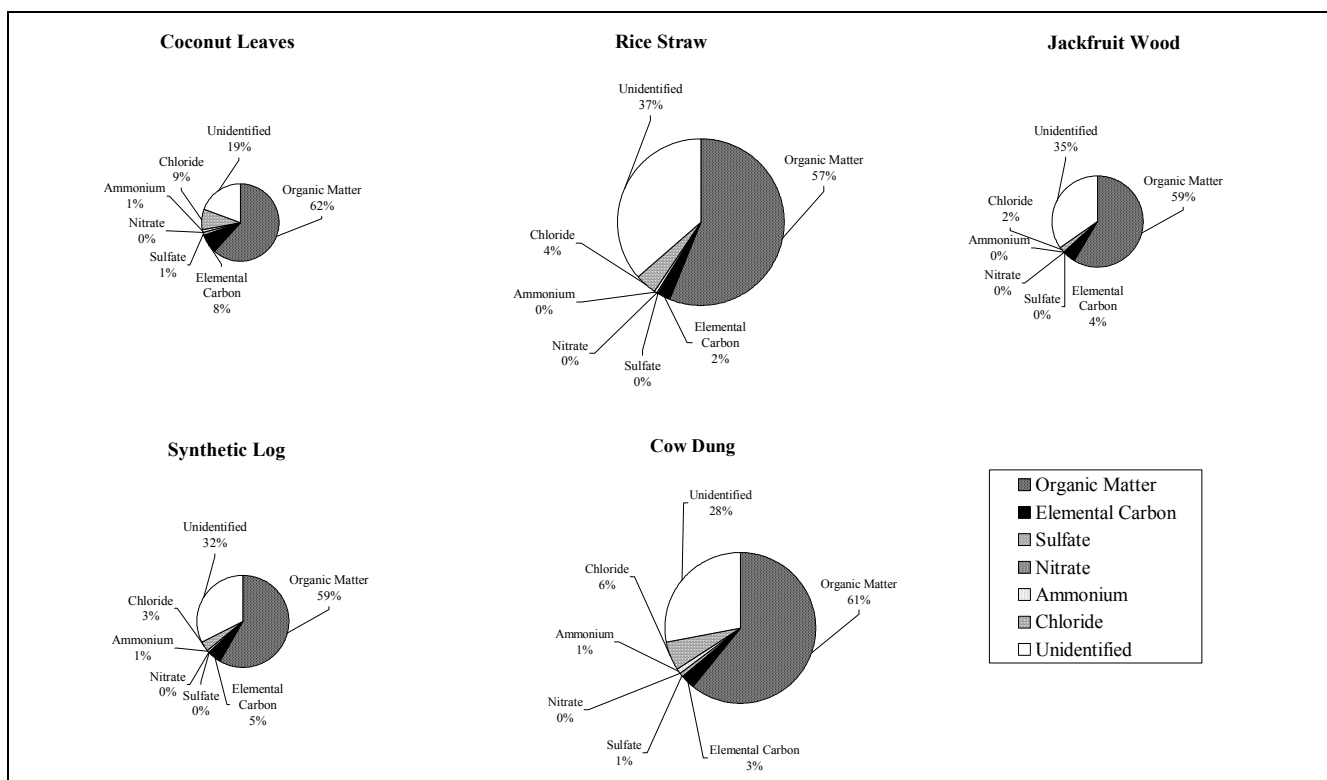 Coconut Leaves
Unidentified
19%
Chloride
9%
Ammonium
1%
Nitrate
0%
Sulfate
1%
Elemental
Carbon
8%
Organic Matter
62%
Rice Straw
Unidentified
37%
Organic Matter
57%
Chloride
4%
Ammonium
0%
Nitrate
0%
Sulfate
0%
Elemental
Carbon
2%
Jackfruit Wood
Unidentified
35%
Organic Matter
59%
Chloride
2%
Ammonium
0%
Nitrate
0%
Sulfate
0%
Elemental
Carbon
4%
Synthetic Log
Unidentified
32%
Organic Matter
59%
Chloride
3%
Ammonium
1%
Nitrate
0%
Sulfate
0%
Elemental
Carbon
5%
Cow Dung
Unidentified
28%
Organic Matter
61%
Chloride
6%
Ammonium
1%
Nitrate
0%
Sulfate
1%
Elemental Carbon
3%
Organic Matter
Elemental Carbon
Sulfate
Nitrate
Ammonium
Chloride
Unidentified